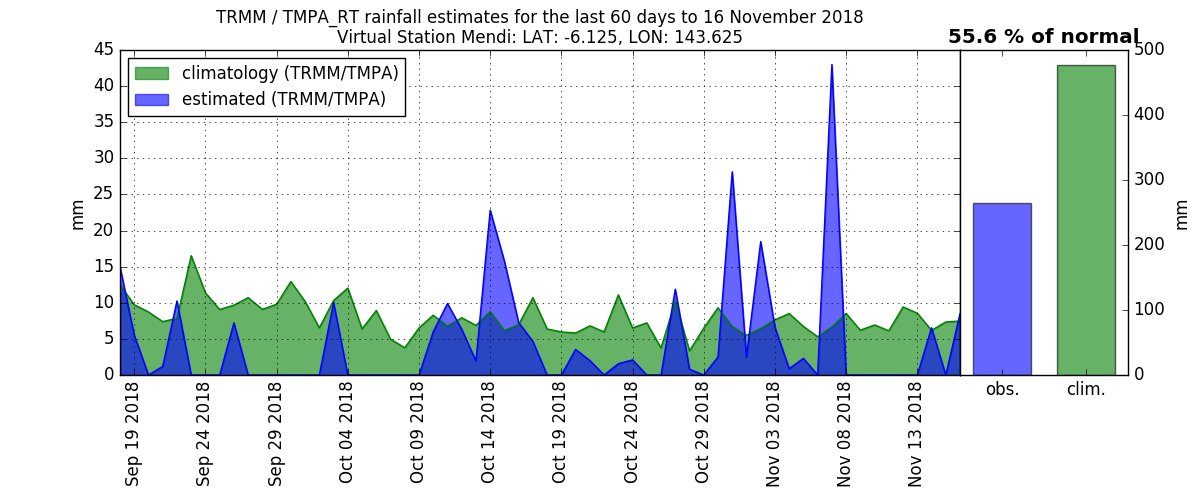 TRMM / TMPA_RT rainfall estimates for the last 60 days to 16 November 2018
Virtual Station Mendi: LAT: -6.125, LON: 143.625
55.6 % of normal
climatology (TRMM/TMPA)
estimated (TRMM/TMPA)
mm
45
40
35
30
25
20
15
10
5
0
Sep 19 2018
Sep 24 2018
Sep 29 2018
Oct 04 2018
Oct 09 2018
Oct 14 2018
Oct 19 2018
Oct 24 2018
Oct 29 2018
Nov 03 2018
Nov 08 2018
Nov 13 2018
obs.
clim.
500
400
300
200
100
0
mm